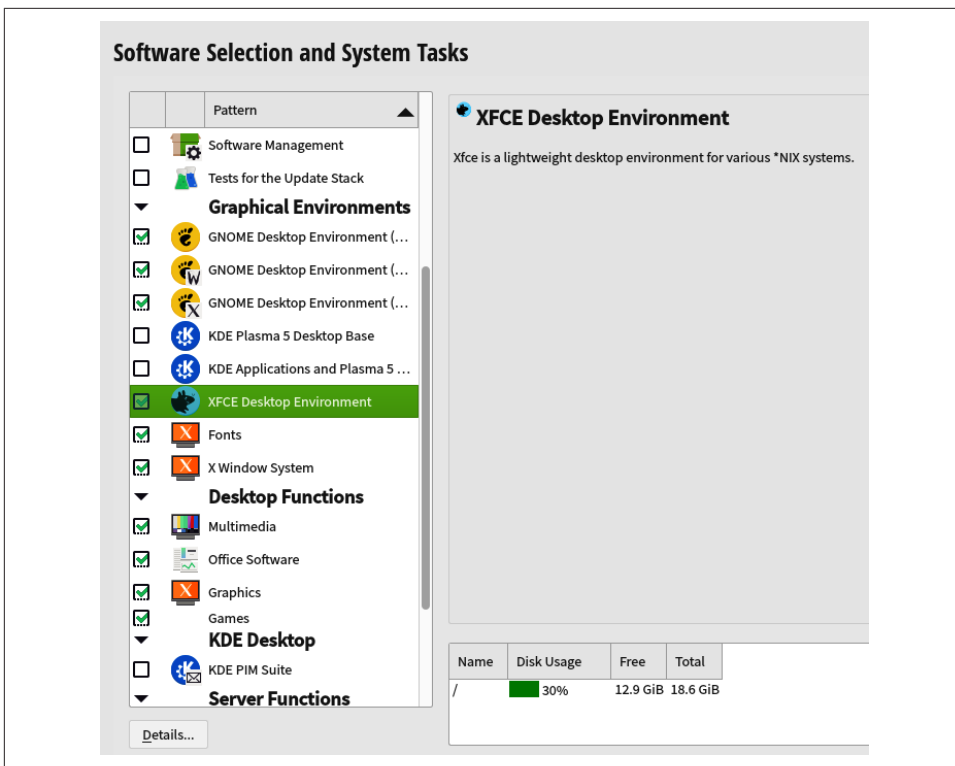 Software Selection and System Tasks
Pattern
Software Management
Tests for the Update Stack
Graphical Environments
GNOME Desktop Environment (...
GNOME Desktop Environment (...
GNOME Desktop Environment (...
KDE Plasma 5 Desktop Base
KDE Applications and Plasma 5 ...
XFCE Desktop Environment
Fonts
X Window System
Desktop Functions
Multimedia
Office Software
Graphics
Games
KDE Desktop
KDE PIM Suite
Server Functions
Details...
XFCE Desktop Environment
Xfce is a lightweight desktop environment for various *NIX systems.
Name Disk Usage Free Total
/ 30% 12.9 GiB 18.6 GiB